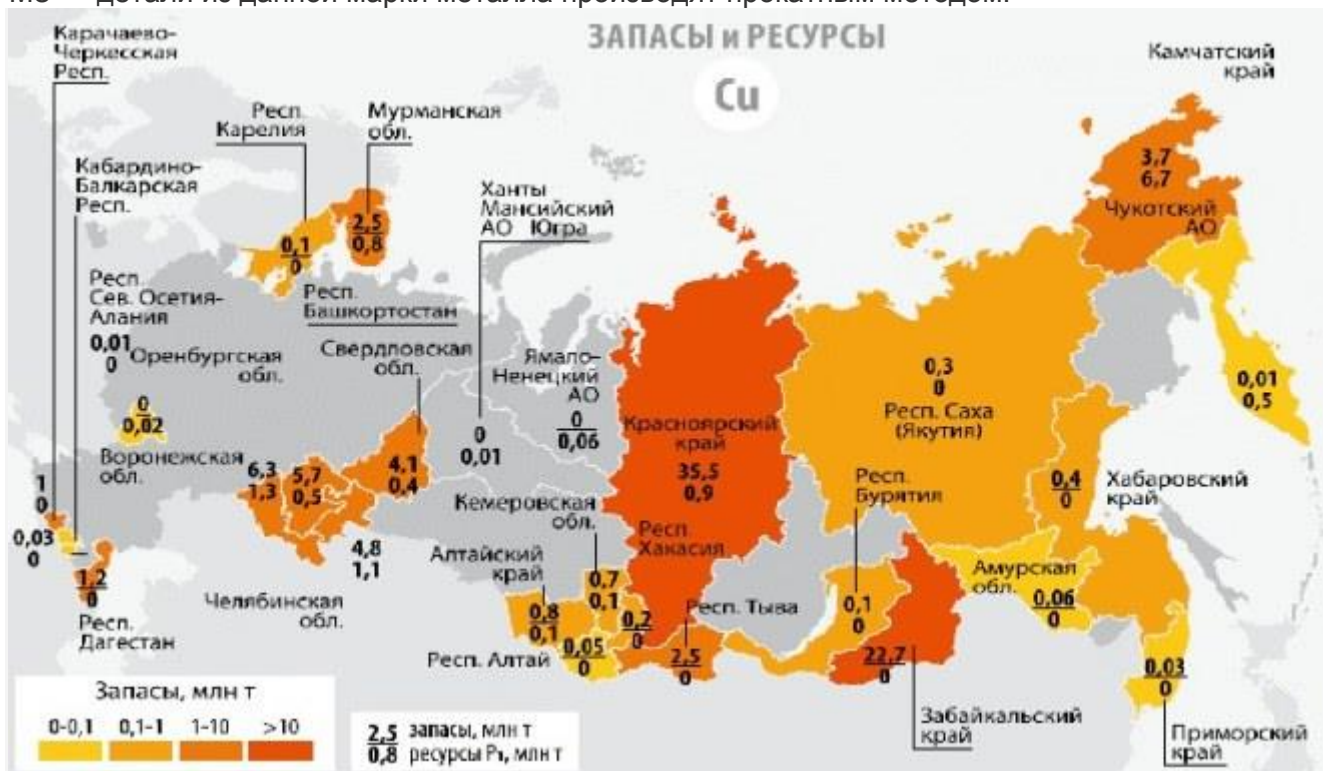 ЗАПАСЫ и РЕСУРСЫ
Cu
Карачаево-
Черкесская
Респ.
Кабардино-
Балкарская
Респ.
Респ.
Карелия
Мурманская
обл.
Камчатский
край
0,1
0
2,5
0,8
Ханты
Мансийский
АО Югра
3,7
6,7
Чукотский
АО
Респ.
Сев. Осетия-
Алания
0,01
0
Респ.
Башкортостан
Оренбургская
обл.
Свердловская
обл.
Ямало-
Ненецкий
АО
0
0,06
0
0,01
0
0,02
Воронежская
обл.
Красноярский
край
35,5
0,9
0,3
0
Респ. Саха
(Якутия)
0,01
0,5
6,3
1,3
5,7
0,5
4,1
0,4
4,8
1,1
1
0
0,03
0
1,2
0
Респ.
Дагестан
Челябинская
обл.
Кемеровская
обл.
0,7
0,1
Алтайский
край
0,8
0,1
Респ.
Хакасия
0,2
0
Респ. Алтай
0,05
0
Респ. Тыва
2,5
0
Респ.
Бурятия
0,1
0
22,7
0
Забайкальский
край
Амурская
обл.
0,06
0
0,4
0
Хабаровский
край
0,03
0
Приморский
край
Запасы, млн т
0-0,1 0,1-1 1-10 >10
2,5 запасы, млн т
0,8 ресурсы P₁, млн т